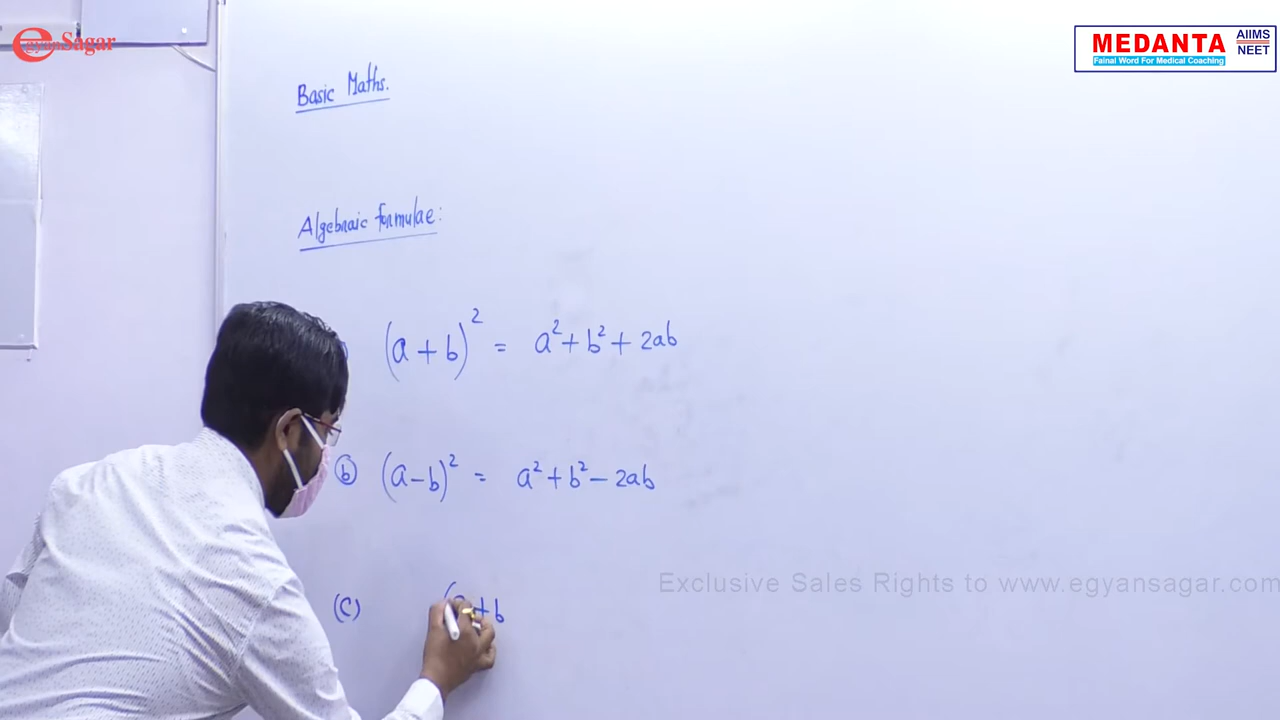 egyanSagar
MEDANTA AIIMS NEET
Fainal Word For Medical Coaching
Basic Maths.
Algebraic formulae:
(a + b)² = a² + b² + 2ab
ⓑ (a - b)² = a² + b² - 2ab
(C) ( + b
Exclusive Sales Rights to www.egyansagar.com